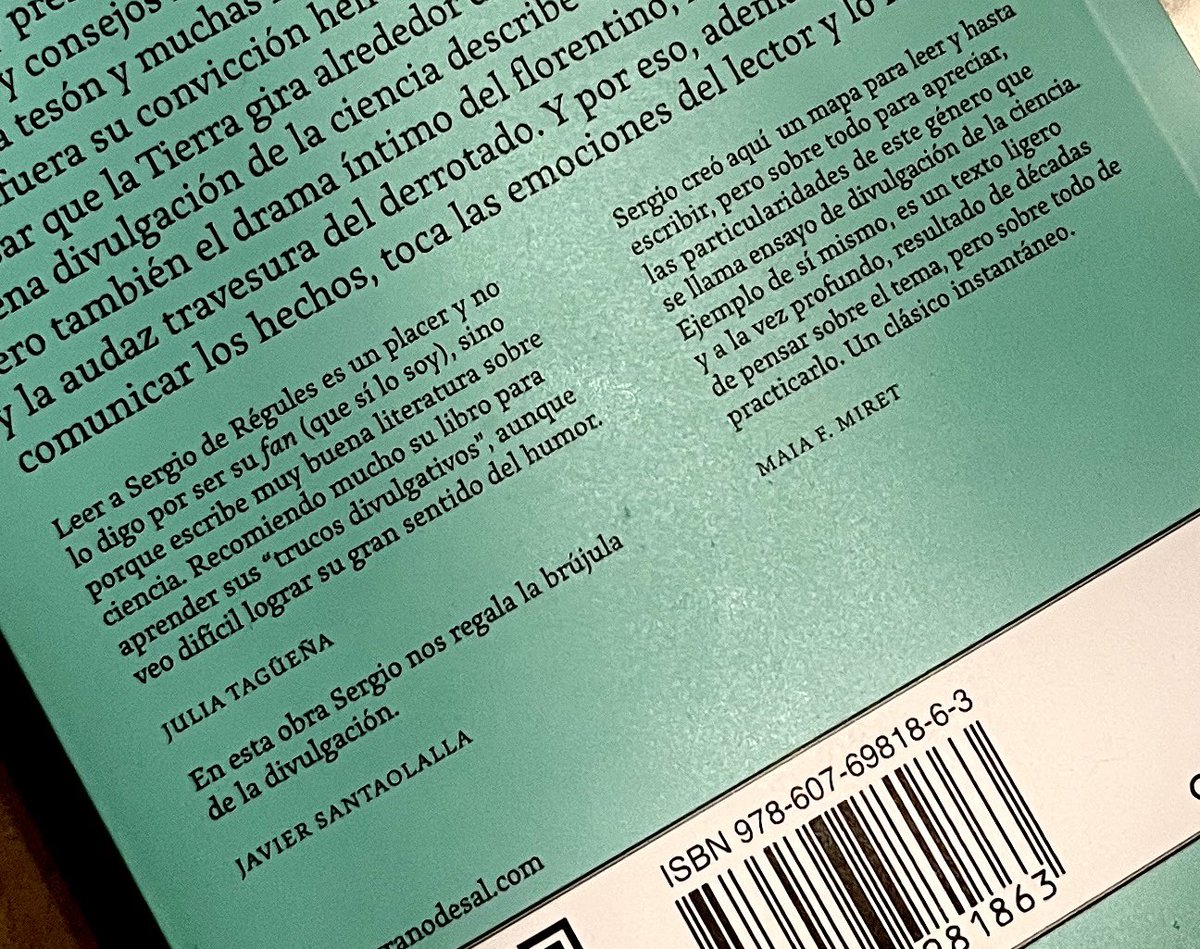 y consejos
tesón y muchas
fuera su convicción
que la Tierra gira alrededor
divulgación de la ciencia describe
también el drama íntimo del florentino,
y la audaz travesura del derrotado. Y por eso,
comunicar los hechos, toca las emociones del lector y lo
Leer a Sergio de Régules es un placer y no
lo digo por ser su fan (que sí lo soy), sino
porque escribe muy buena literatura sobre
ciencia. Recomiendo mucho su libro para
aprender sus “trucos divulgativos”, aunque
veo difícil lograr su gran sentido del humor.
JULIA TAGÜEÑA
En esta obra Sergio nos regala la brújula
de la divulgación.
JAVIER SANTAOLALLA
Sergio creó aquí un mapa para leer y hasta
escribir, pero sobre todo para apreciar,
las particularidades de este género que
se llama ensayo de divulgación de la ciencia.
Ejemplo de sí mismo, es un texto ligero
y a la vez profundo, resultado de décadas
de pensar sobre el tema, pero sobre todo de
practicarlo. Un clásico instantáneo.
MAIA F. MIRET
ranodesal.com
ISBN 978-607-69818-6-3
981863